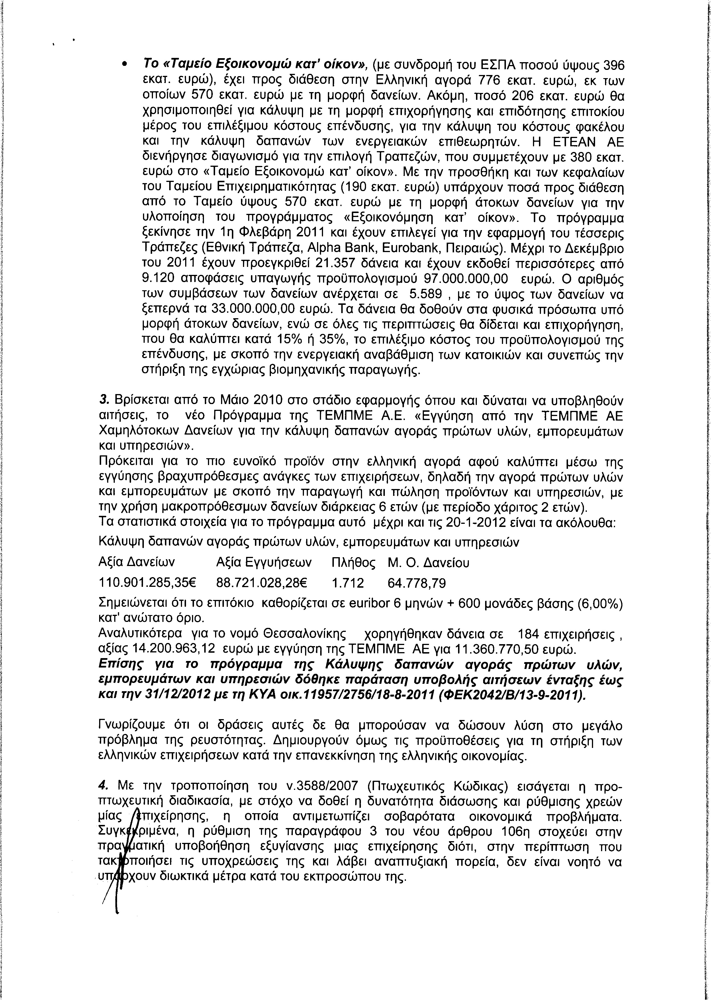 • Το «Ταμείο Εξοικονομώ κατ' οίκον», (με συνδρομή του ΕΣΠΑ ποσού ύψους 396
εκατ. ευρώ), έχει προς διάθεση στην Ελληνική αγορά 776 εκατ. ευρώ, εκ των
οποίων 570 εκατ. ευρώ με τη μορφή δανείων. Ακόμη, ποσό 206 εκατ. ευρώ θα
χρησιμοποιηθεί για κάλυψη με τη μορφή επιχορήγησης και επιδότησης επιτοκίου
μέρος του επιλέξιμου κόστους επένδυσης, για την κάλυψη του κόστους φακέλου
και την κάλυψη δαπανών των ενεργειακών επιθεωρητών. Η ΕΤΕΑΝ ΑΕ
διενήργησε διαγωνισμό για την επιλογή Τραπεζών, που συμμετέχουν με 380 εκατ.
ευρώ στο «Ταμείο Εξοικονομώ κατ' οίκον». Με την προσθήκη και των κεφαλαίων
του Ταμείου Επιχειρηματικότητας (190 εκατ. ευρώ) υπάρχουν ποσά προς διάθεση
από το Ταμείο ύψους 570 εκατ. ευρώ με τη μορφή άτοκων δανείων για την
υλοποίηση του προγράμματος «Εξοικονόμηση κατ' οίκον». Το πρόγραμμα
ξεκίνησε την 1η Φλεβάρη 2011 και έχουν επιλεγεί για την εφαρμογή του τέσσερις
Τράπεζες (Εθνική Τράπεζα, Alpha Bank, Eurobank, Πειραιώς). Μέχρι το Δεκέμβριο
του 2011 έχουν προεγκριθεί 21.357 δάνεια και έχουν εκδοθεί περισσότερες από
9.120 αποφάσεις υπαγωγής προϋπολογισμού 97.000.000,00 ευρώ. Ο αριθμός
των συμβάσεων των δανείων ανέρχεται σε 5.589 , με το ύψος των δανείων να
ξεπερνά τα 33.000.000,00 ευρώ. Τα δάνεια θα δοθούν στα φυσικά πρόσωπα υπό
μορφή άτοκων δανείων, ενώ σε όλες τις περιπτώσεις θα δίδεται και επιχορήγηση,
που θα καλύπτει κατά 15% ή 35%, το επιλέξιμο κόστος του προϋπολογισμού της
επένδυσης, με σκοπό την ενεργειακή αναβάθμιση των κατοικιών και συνεπώς την
στήριξη της εγχώριας βιομηχανικής παραγωγής.
3. Βρίσκεται από το Μάιο 2010 στο στάδιο εφαρμογής όπου και δύναται να υποβληθούν
αιτήσεις, το νέο Πρόγραμμα της ΤΕΜΠΜΕ Α.Ε. «Εγγύηση από την ΤΕΜΠΜΕ ΑΕ
Χαμηλότοκων Δανείων για την κάλυψη δαπανών αγοράς πρώτων υλών, εμπορευμάτων
και υπηρεσιών».
Πρόκειται για το πιο ευνοϊκό προϊόν στην ελληνική αγορά αφού καλύπτει μέσω της
εγγύησης βραχυπρόθεσμες ανάγκες των επιχειρήσεων, δηλαδή την αγορά πρώτων υλών
και εμπορευμάτων με σκοπό την παραγωγή και πώληση προϊόντων και υπηρεσιών, με
την χρήση μακροπρόθεσμων δανείων διάρκειας 6 ετών (με περίοδο χάριτος 2 ετών).
Τα στατιστικά στοιχεία για το πρόγραμμα αυτό μέχρι και τις 20-1-2012 είναι τα ακόλουθα:
Κάλυψη δαπανών αγοράς πρώτων υλών, εμπορευμάτων και υπηρεσιών
Αξία Δανείων Αξία Εγγυήσεων Πλήθος Μ. Ο. Δανείου
110.901.285,35€ 88.721.028,28€ 1.712 64.778,79
Σημειώνεται ότι το επιτόκιο καθορίζεται σε euribor 6 μηνών + 600 μονάδες βάσης (6,00%)
κατ' ανώτατο όριο.
Αναλυτικότερα για το νομό Θεσσαλονίκης χορηγήθηκαν δάνεια σε 184 επιχειρήσεις ,
αξίας 14.200.963,12 ευρώ με εγγύηση της ΤΕΜΠΜΕ ΑΕ για 11.360.770,50 ευρώ.
Επίσης για το πρόγραμμα της Κάλυψης δαπανών αγοράς πρώτων υλών,
εμπορευμάτων και υπηρεσιών δόθηκε παράταση υποβολής αιτήσεων ένταξης έως
και την 31/12/2012 με τη ΚΥΑ οικ.11957/2756/18-8-2011 (ΦΕΚ2042/Β/13-9-2011).
Γνωρίζουμε ότι οι δράσεις αυτές δε θα μπορούσαν να δώσουν λύση στο μεγάλο
πρόβλημα της ρευστότητας. Δημιουργούν όμως τις προϋποθέσεις για τη στήριξη των
ελληνικών επιχειρήσεων κατά την επανεκκίνηση της ελληνικής οικονομίας.
4. Με την τροποποίηση του ν.3588/2007 (Πτωχευτικός Κώδικας) εισάγεται η προ-
πτωχευτική διαδικασία, με στόχο να δοθεί η δυνατότητα διάσωσης και ρύθμισης χρεών
μίας επιχείρησης, η οποία αντιμετωπίζει σοβαρότατα οικονομικά προβλήματα.
Συγκεκριμένα, η ρύθμιση της παραγράφου 3 του νέου άρθρου 106η στοχεύει στην
πραγματική υποβοήθηση εξυγίανσης μιας επιχείρησης διότι, στην περίπτωση που
τακτοποιήσει τις υποχρεώσεις της και λάβει αναπτυξιακή πορεία, δεν είναι νοητό να
υπάρχουν διωκτικά μέτρα κατά του εκπροσώπου της.